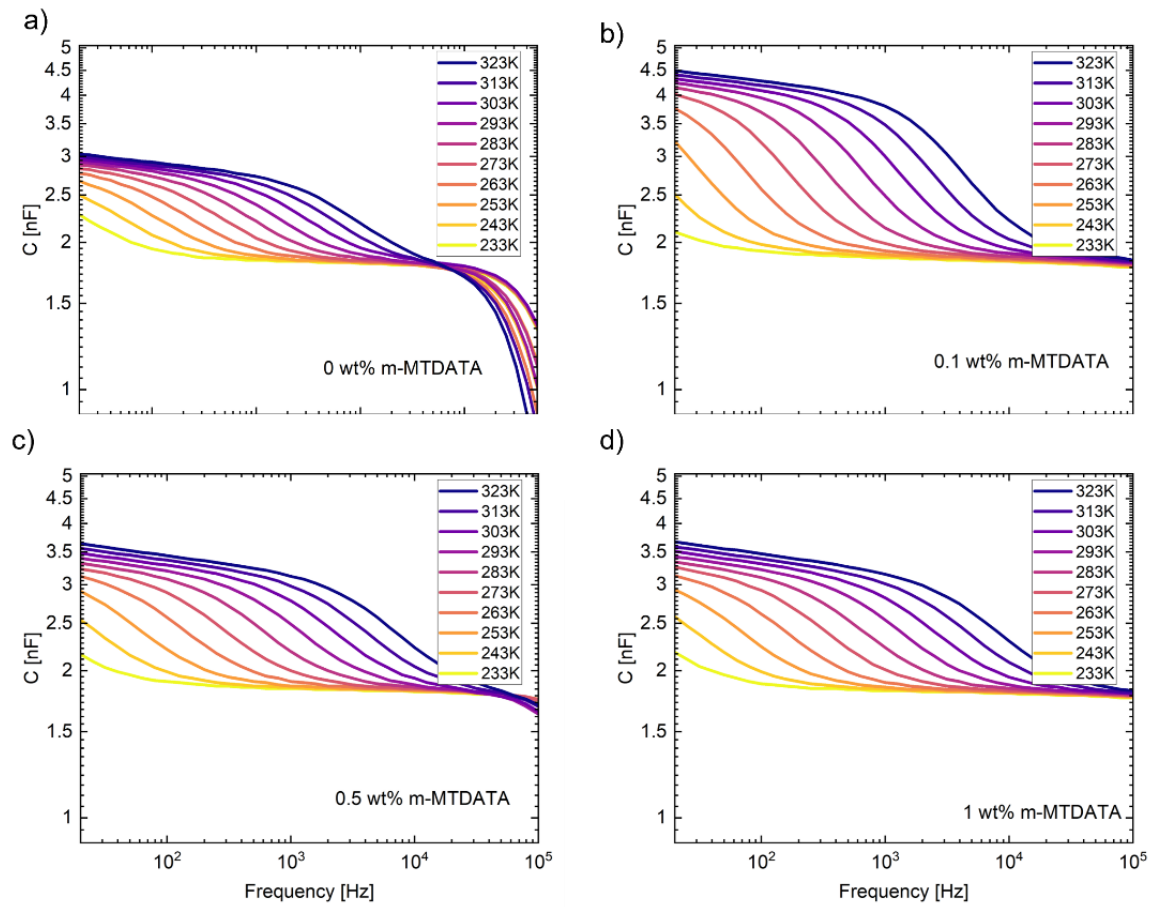 a)
C [nF]
5
4.5
4
3.5
3
2.5
2
1.5
1
323K
313K
303K
293K
283K
273K
263K
253K
243K
233K
0 wt% m-MTDATA
b)
C [nF]
5
4.5
4
3.5
3
2.5
2
1.5
1
323K
313K
303K
293K
283K
273K
263K
253K
243K
233K
0.1 wt% m-MTDATA
c)
C [nF]
5
4.5
4
3.5
3
2.5
2
1.5
1
323K
313K
303K
293K
283K
273K
263K
253K
243K
233K
0.5 wt% m-MTDATA
10² 10³ 10⁴ 10⁵
Frequency [Hz]
d)
C [nF]
5
4.5
4
3.5
3
2.5
2
1.5
1
323K
313K
303K
293K
283K
273K
263K
253K
243K
233K
1 wt% m-MTDATA
10² 10³ 10⁴ 10⁵
Frequency [Hz]